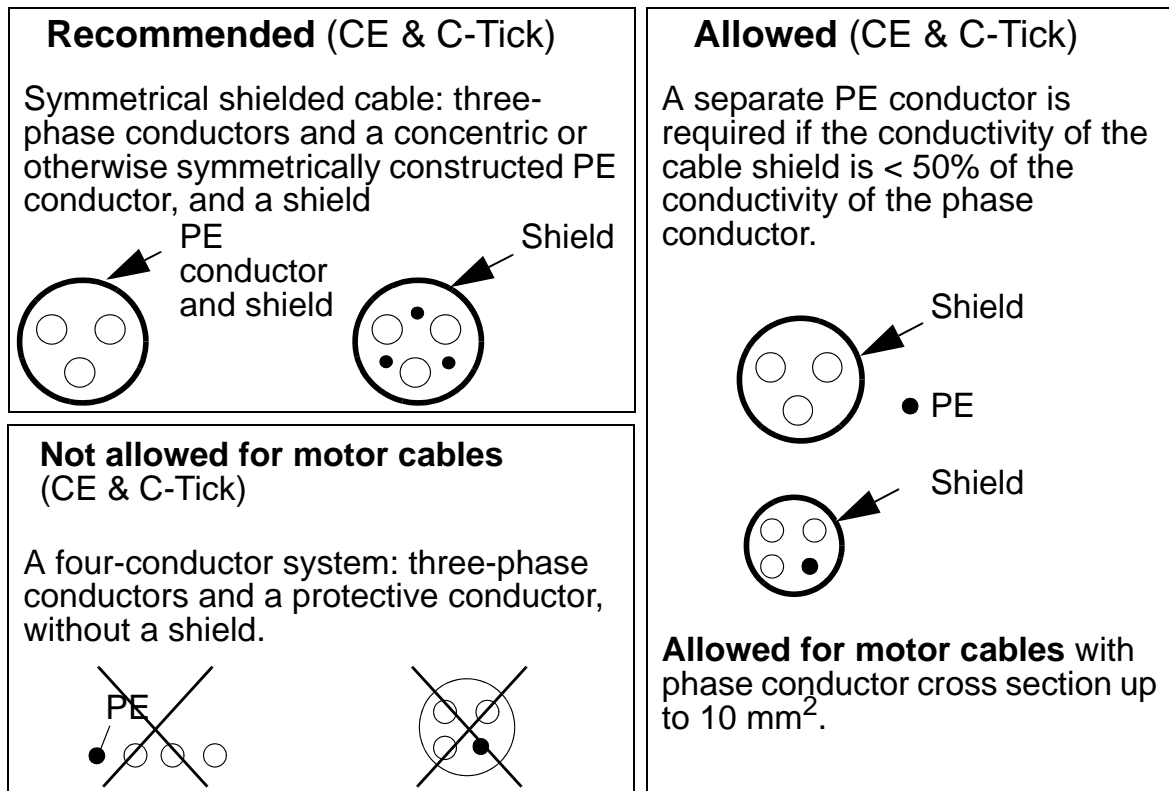 Recommended (CE & C-Tick)
Symmetrical shielded cable: three-
phase conductors and a concentric or
otherwise symmetrically constructed PE
conductor, and a shield
PE
conductor
and shield
Shield
Not allowed for motor cables
(CE & C-Tick)
A four-conductor system: three-phase
conductors and a protective conductor,
without a shield.
PE
Allowed (CE & C-Tick)
A separate PE conductor is
required if the conductivity of the
cable shield is < 50% of the
conductivity of the phase
conductor.
Shield
PE
Shield
Allowed for motor cables with
phase conductor cross section up
to 10 mm².